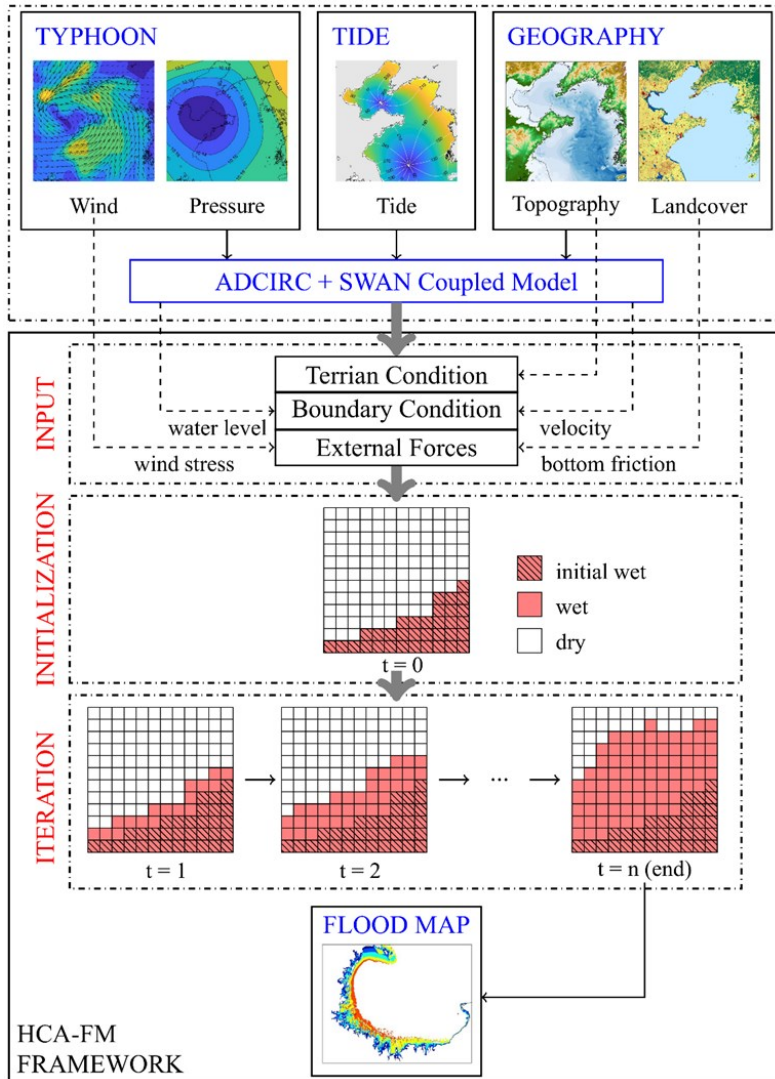 TYPHOON
TIDE
GEOGRAPHY
Wind
Pressure
Tide
Topography
Landcover
ADCIRC + SWAN Coupled Model
INPUT
Terrian Condition
Boundary Condition
External Forces
water level
velocity
wind stress
bottom friction
INITIALIZATION
initial wet
wet
dry
t = 0
ITERATION
...
t = 1
t = 2
t = n (end)
FLOOD MAP
HCA-FM
FRAMEWORK